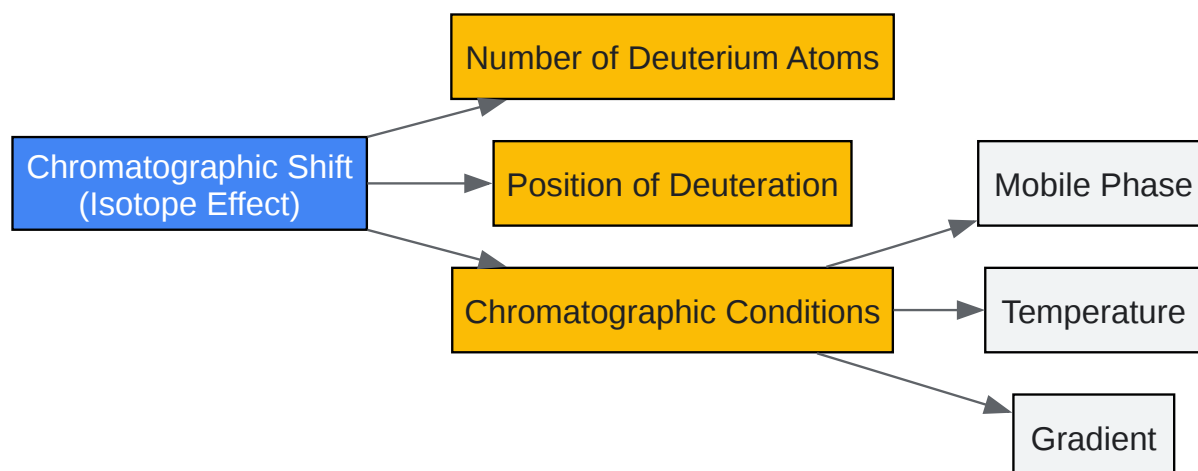 Number of Deuterium Atoms
Chromatographic Shift
(Isotope Effect)
Position of Deuteration
Mobile Phase
Chromatographic Conditions
Temperature
Gradient